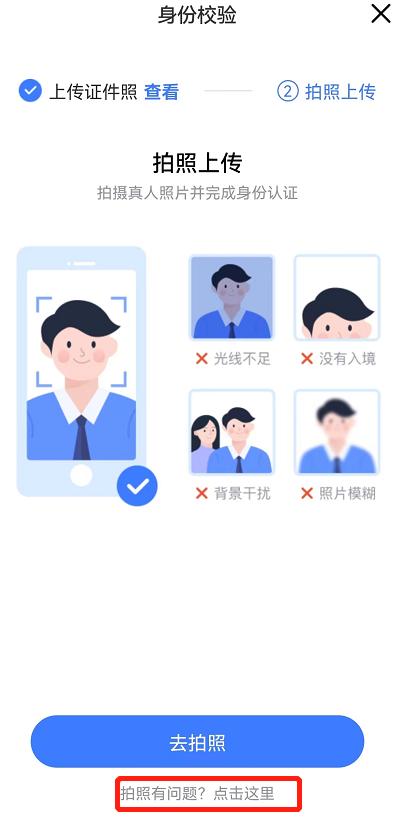 身份校验
上传证件照 查看
2 拍照上传
拍照上传
拍摄真人照片并完成身份认证
光线不足
没有入境
背景干扰
照片模糊
去拍照
拍照有问题？点击这里